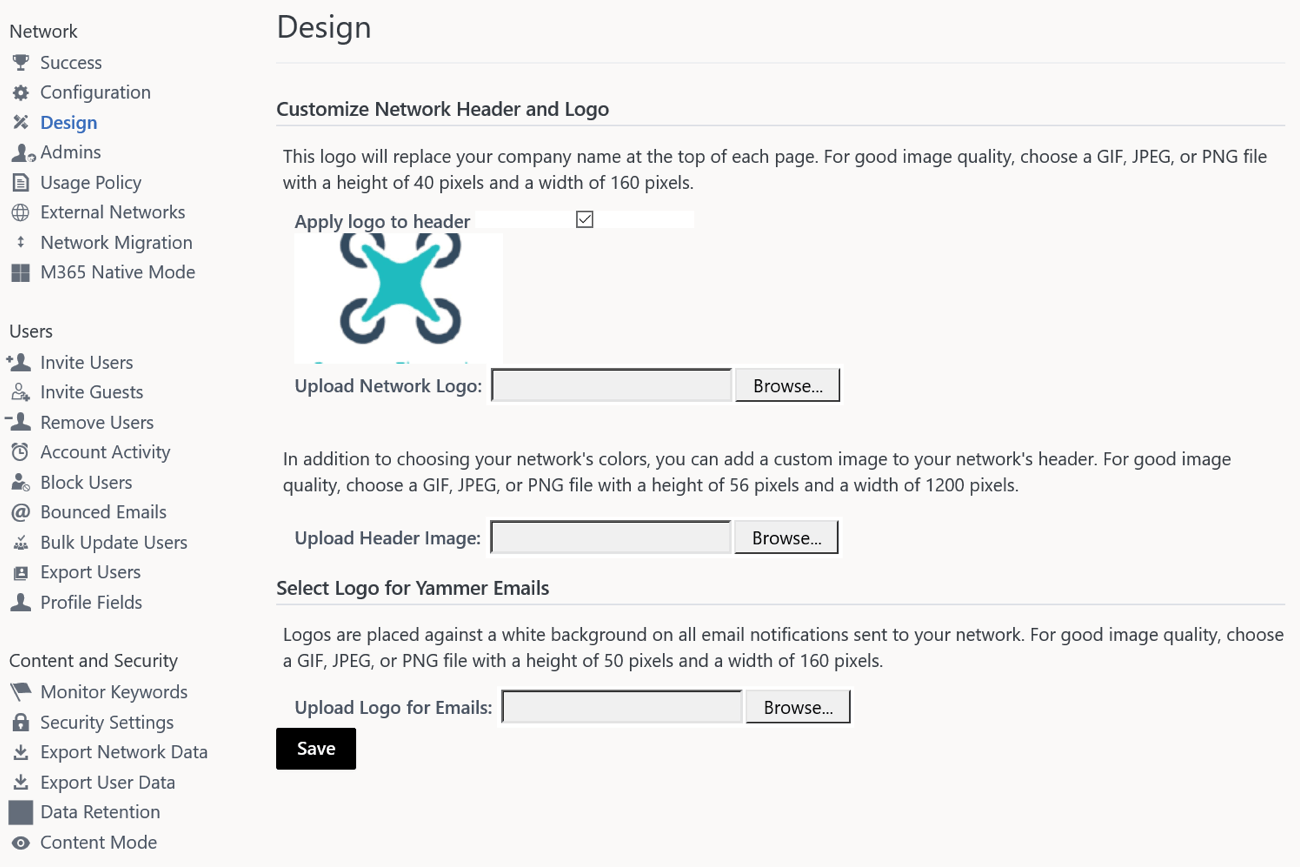 Network
Success
Configuration
Design
Admins
Usage Policy
External Networks
Network Migration
M365 Native Mode
Users
Invite Users
Invite Guests
Remove Users
Account Activity
Block Users
Bounced Emails
Bulk Update Users
Export Users
Profile Fields
Content and Security
Monitor Keywords
Security Settings
Export Network Data
Export User Data
Data Retention
Content Mode
Design
Customize Network Header and Logo
This logo will replace your company name at the top of each page. For good image quality, choose a GIF, JPEG, or PNG file
with a height of 40 pixels and a width of 160 pixels.
Apply logo to header
Upload Network Logo: Browse...
In addition to choosing your network's colors, you can add a custom image to your network's header. For good image
quality, choose a GIF, JPEG, or PNG file with a height of 56 pixels and a width of 1200 pixels.
Upload Header Image: Browse...
Select Logo for Yammer Emails
Logos are placed against a white background on all email notifications sent to your network. For good image quality, choose
a GIF, JPEG, or PNG file with a height of 50 pixels and a width of 160 pixels.
Upload Logo for Emails: Browse...
Save